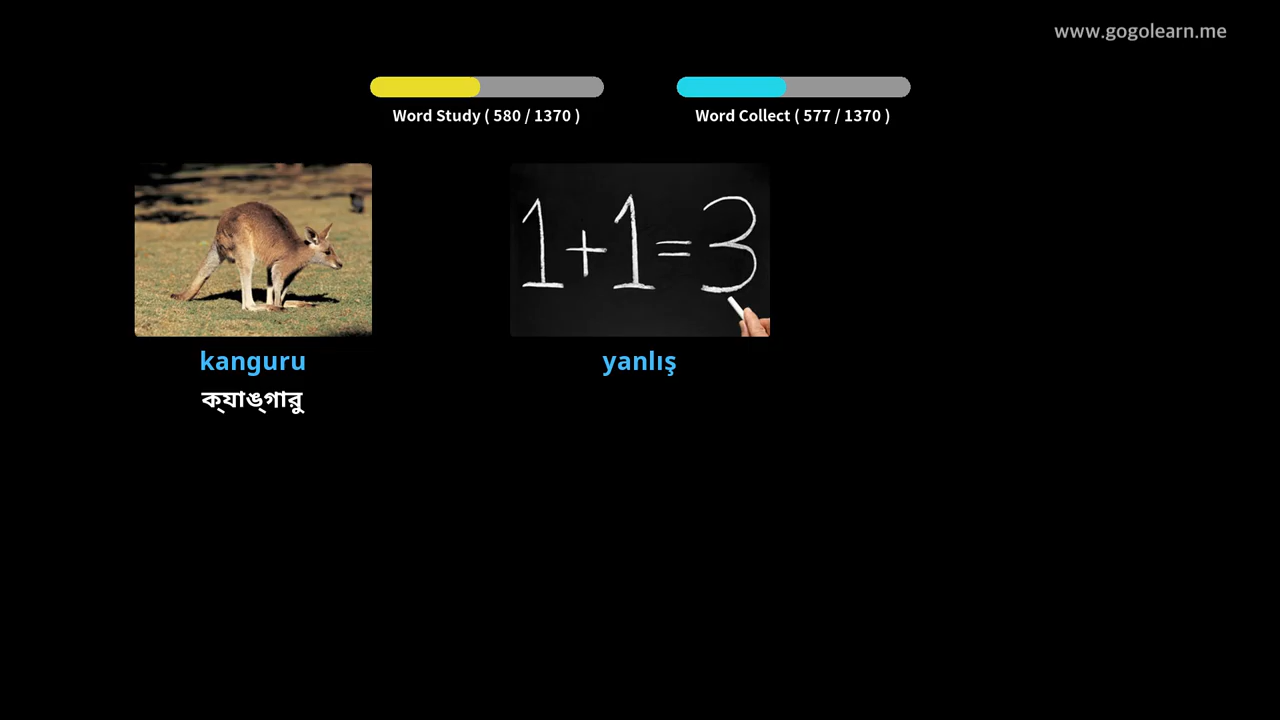 www.gogolearn.me
Word Study ( 580 / 1370 )
Word Collect ( 577 / 1370 )
1+1=3
kanguru
yanlış
ক্যাঙ্গারু